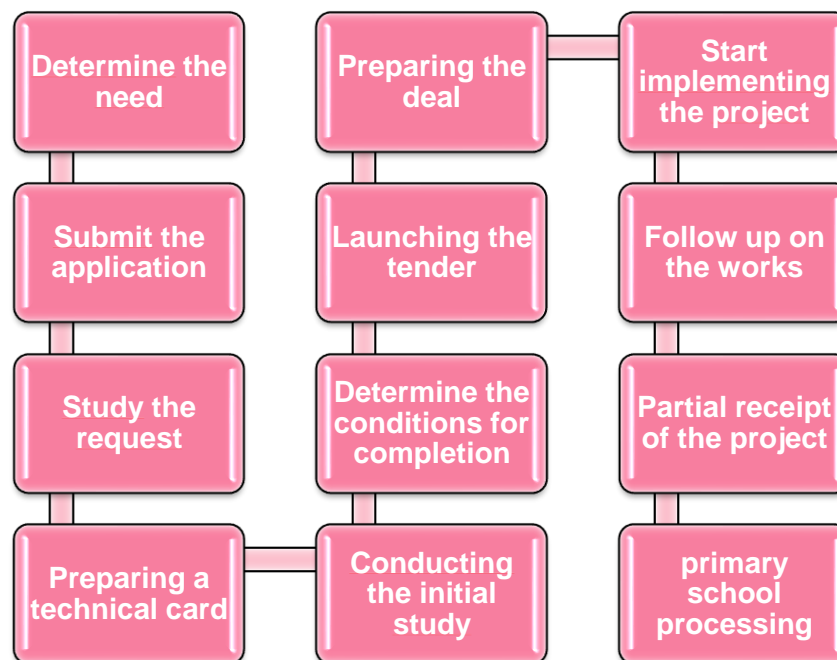 Determine the
need
Submit the
application
Study the
request
Preparing a
technical card
Conducting
the initial
study
Determine the
conditions for
completion
Launching the
tender
Preparing the
deal
Start
implementing
the project
Follow up on
the works
Partial receipt
of the project
primary
school
processing